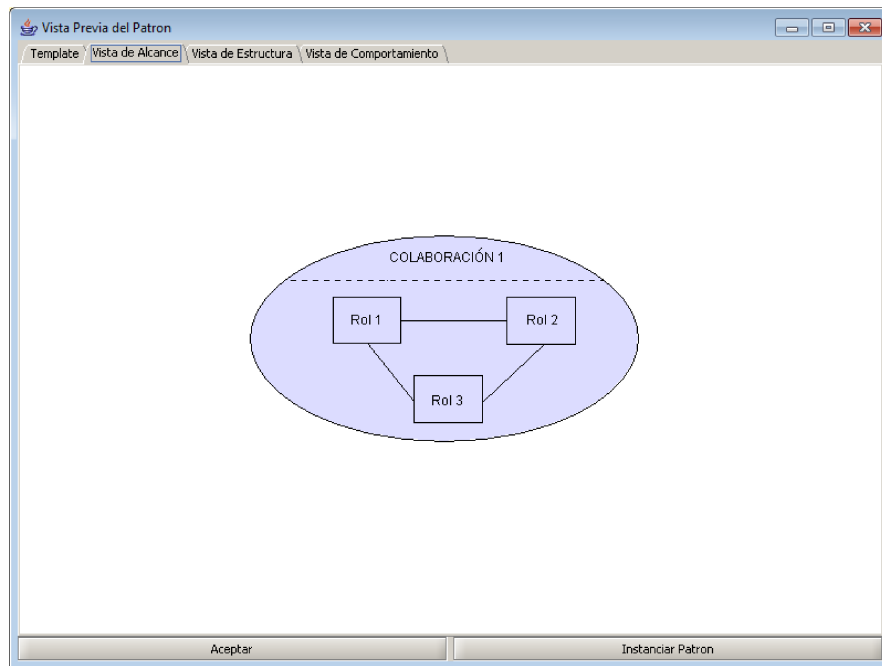 Vista Previa del Patron
Template Vista de Alcance Vista de Estructura Vista de Comportamiento
COLABORACIÓN 1
Rol 1 Rol 2
Rol 3
Aceptar Instanciar Patron